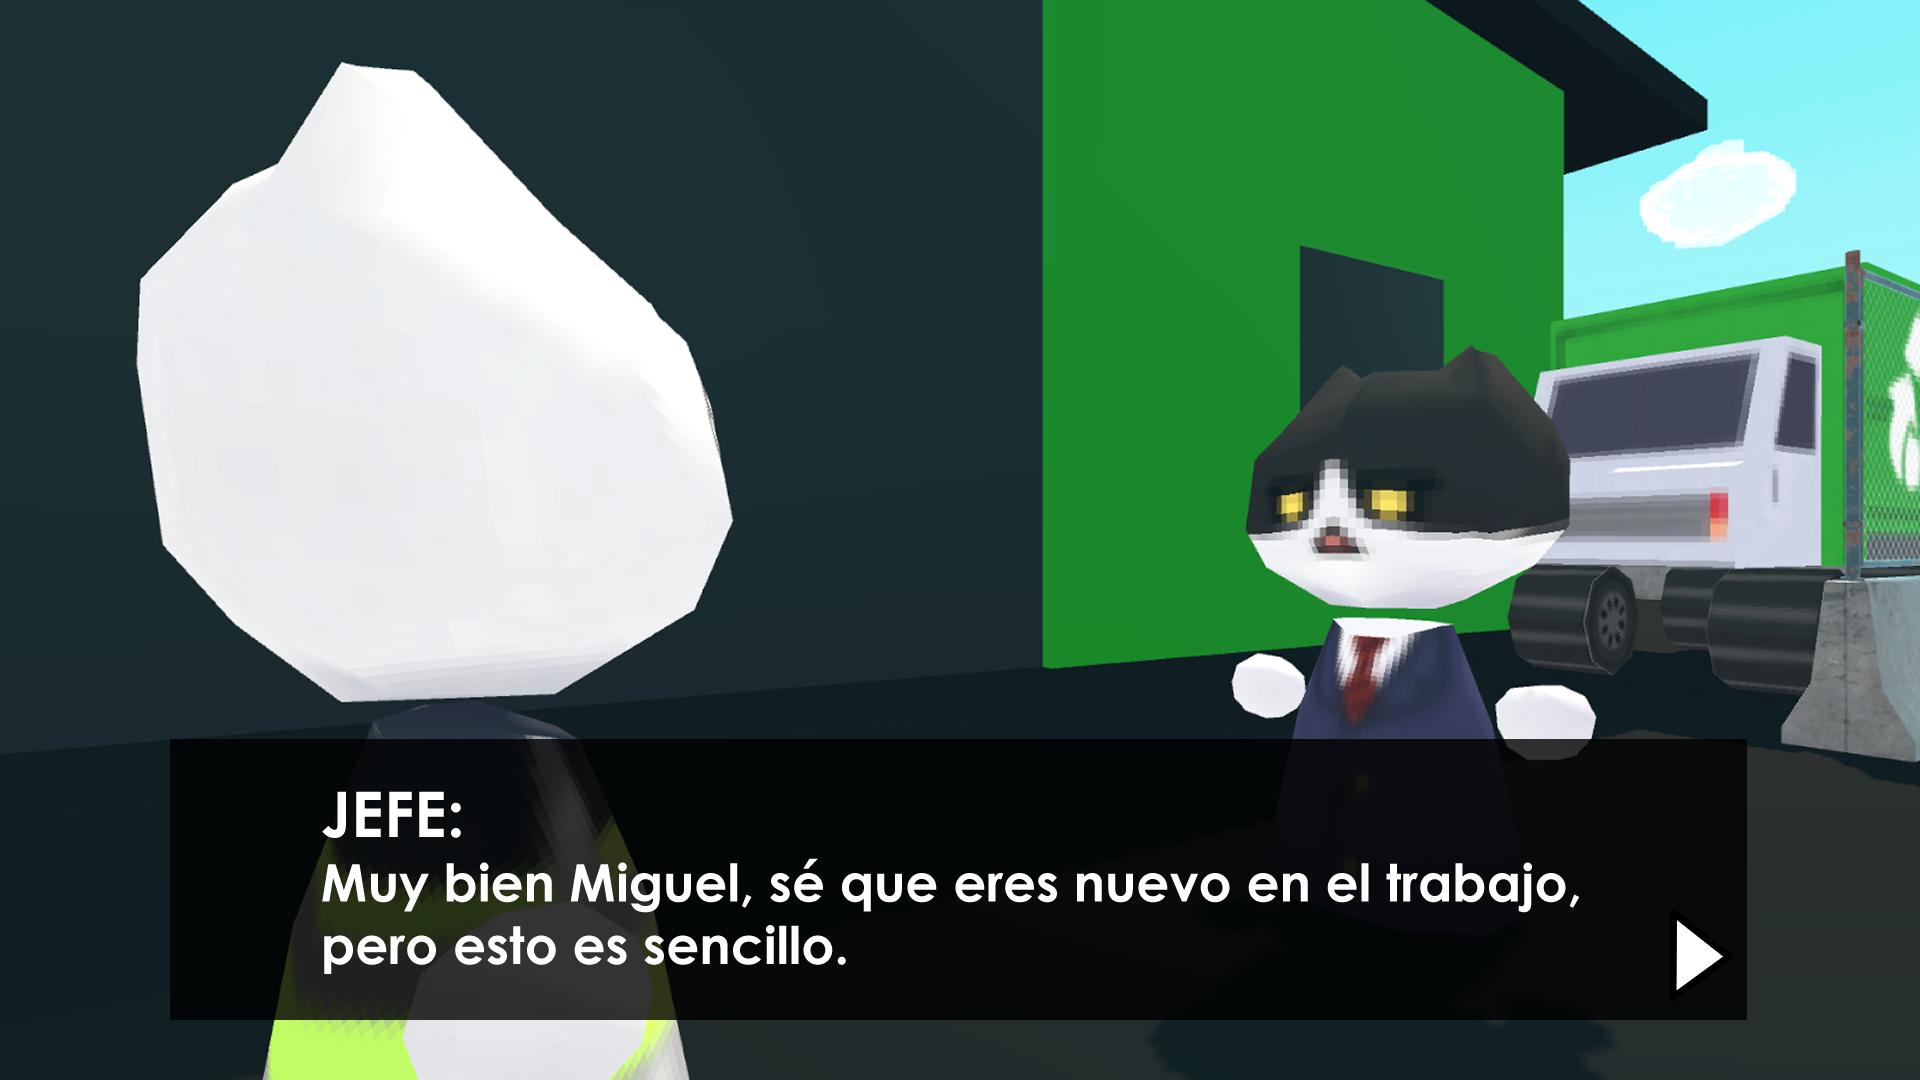 JEFE:
Muy bien Miguel, sé que eres nuevo en el trabajo,
pero esto es sencillo.